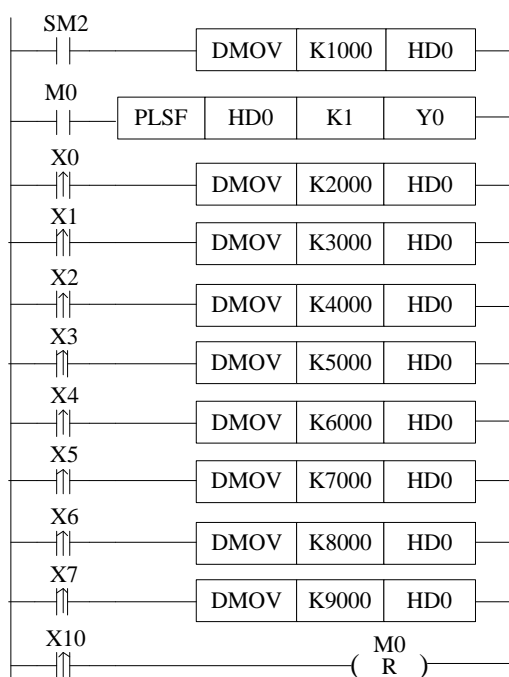 SM2
DMOV K1000 HD0
M0
PLSF HD0 K1 Y0
X0
DMOV K2000 HD0
X1
DMOV K3000 HD0
X2
DMOV K4000 HD0
X3
DMOV K5000 HD0
X4
DMOV K6000 HD0
X5
DMOV K7000 HD0
X6
DMOV K8000 HD0
X7
DMOV K9000 HD0
X10
M0
( R )